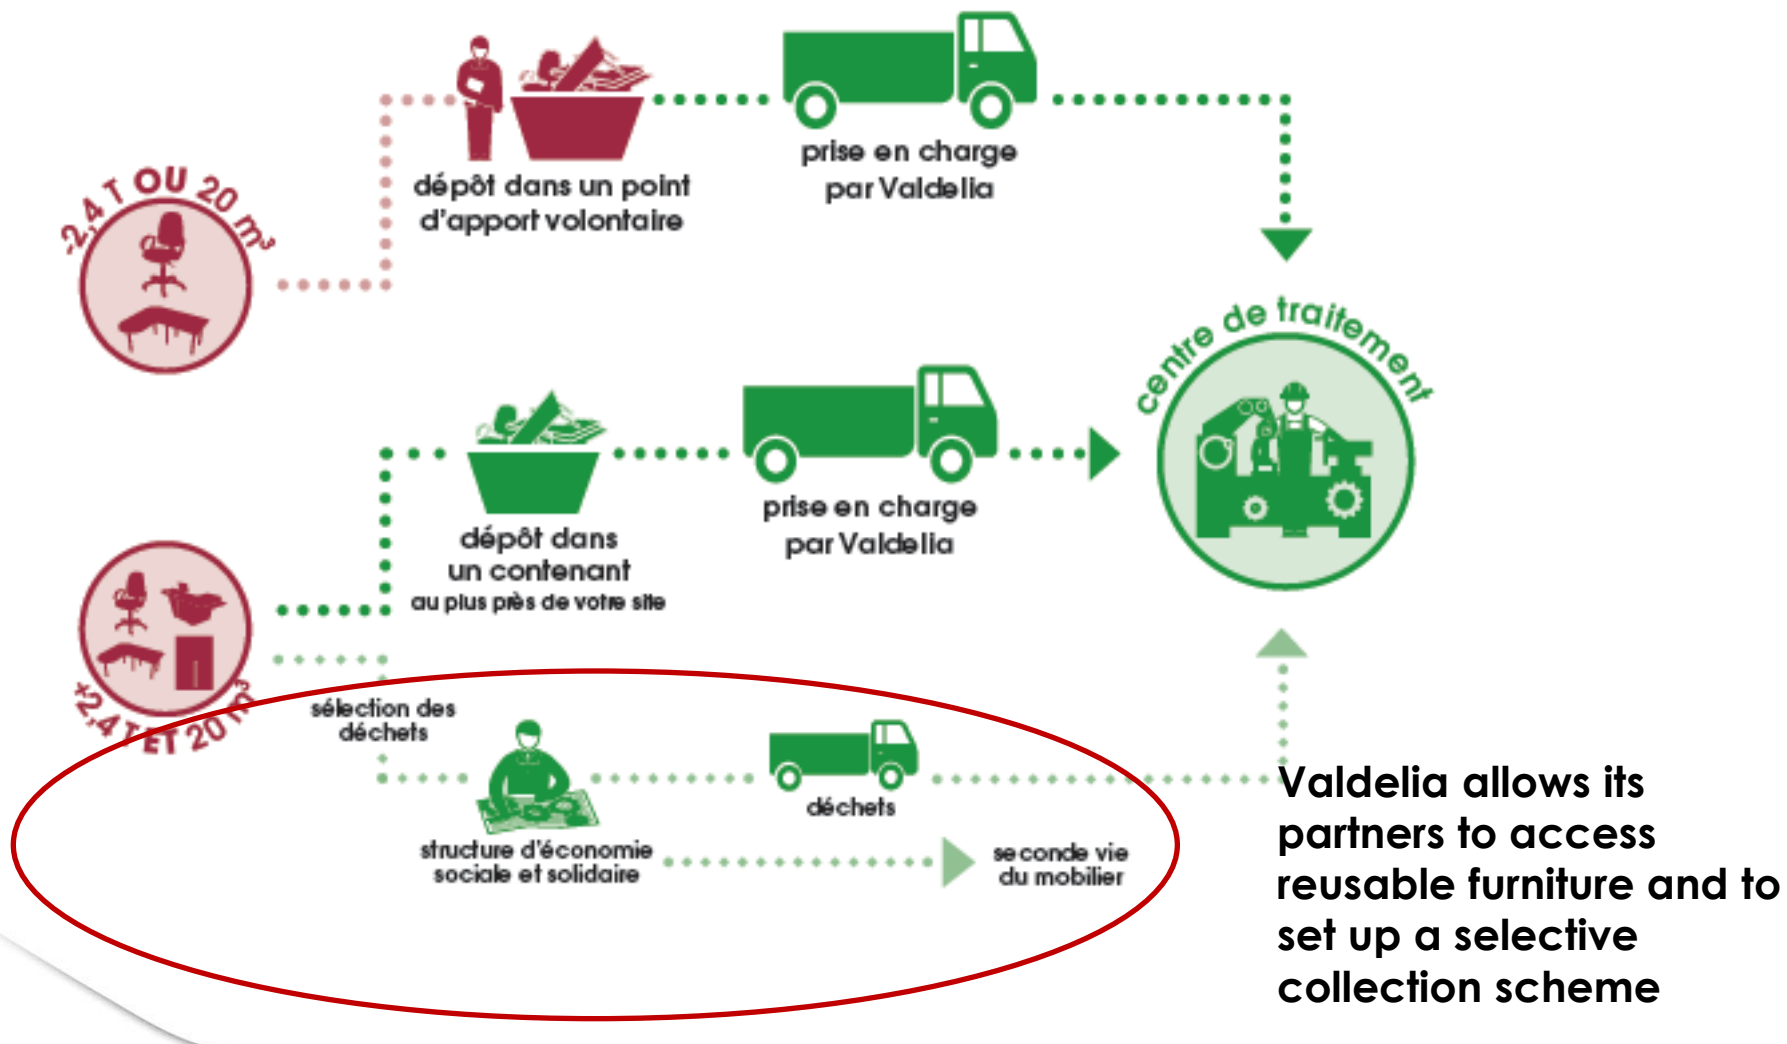 -2,4 T OU 20 m³
dépôt dans un point
d'apport volontaire
prise en charge
par Valdelia
centre de traitement
dépôt dans
un contenant
au plus près de votre site
prise en charge
par Valdelia
+2,4 T ET 20 m³
sélection des
déchets
structure d'économie
sociale et solidaire
déchets
seconde vie
du mobilier
Valdelia allows its
partners to access
reusable furniture and to
set up a selective
collection scheme